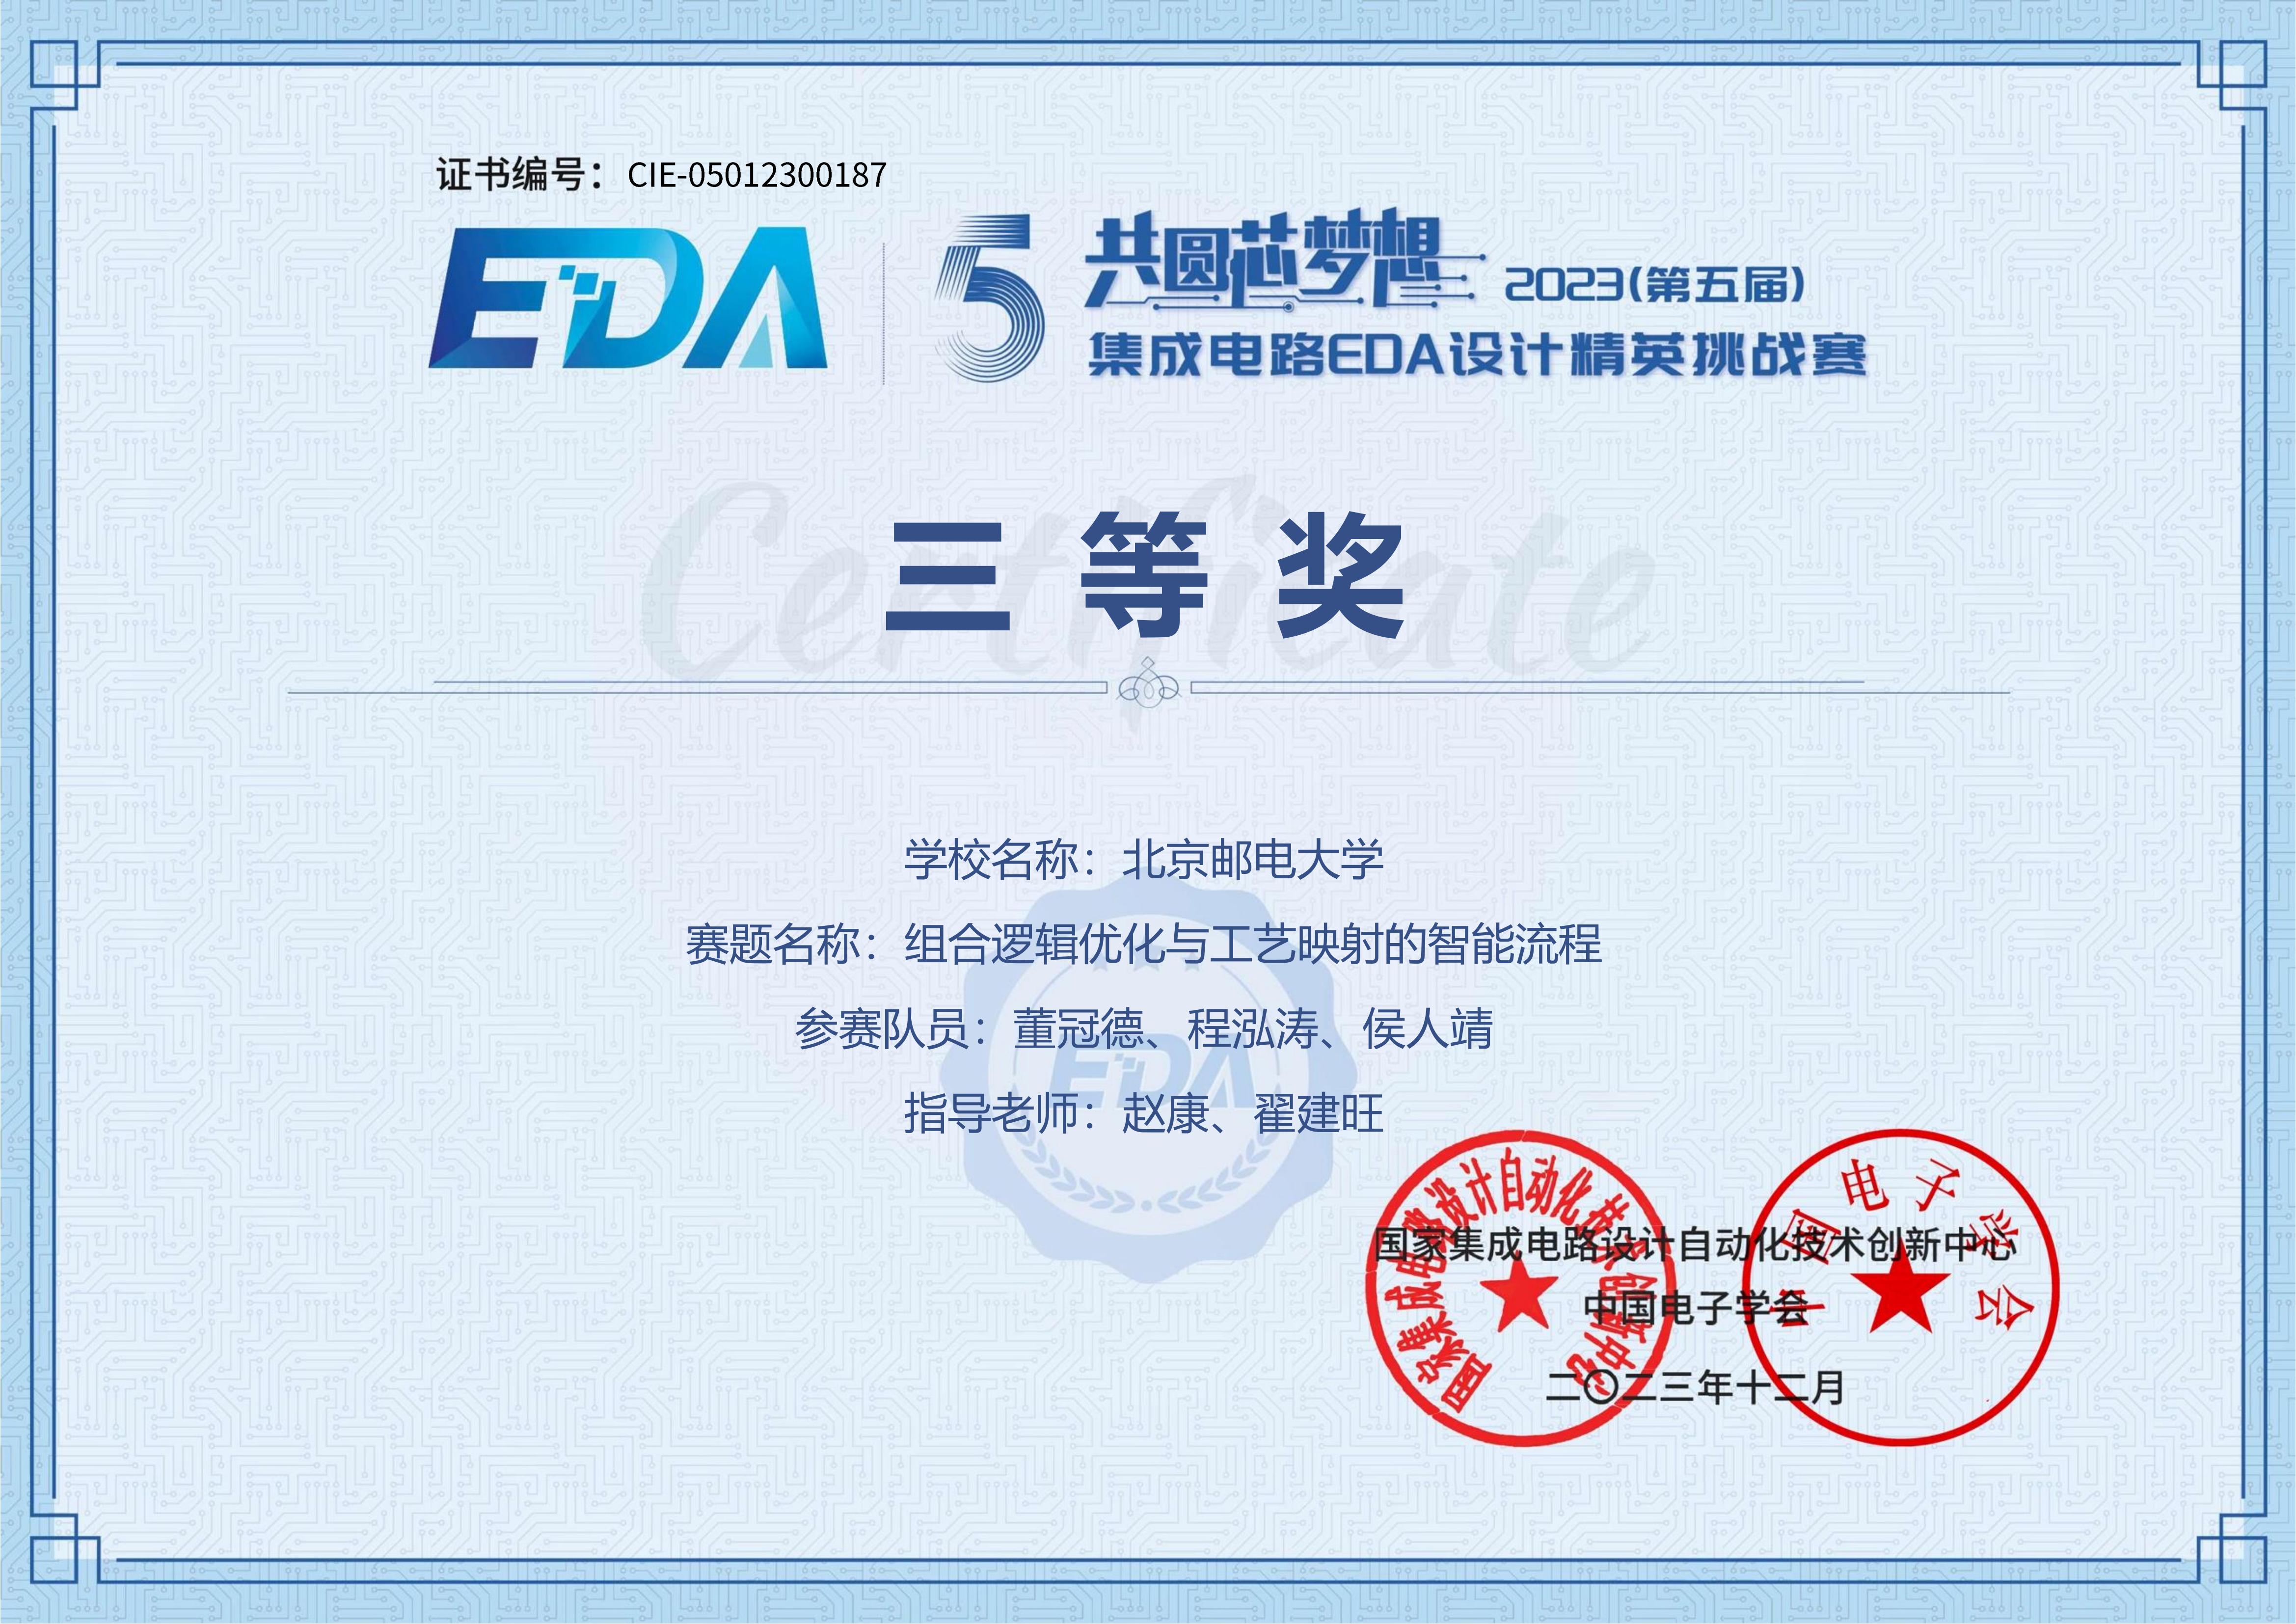 证书编号：CIE-05012300187
EDA
5
共圆芯梦想 2023(第五届)
集成电路EDA设计精英挑战赛
Certificate
三等奖
学校名称：北京邮电大学
赛题名称：组合逻辑优化与工艺映射的智能流程
参赛队员：董冠德、程泓涛、侯人靖
EDA
指导老师：赵康、翟建旺
国家集成电路设计自动化技术创新中心
中国电子学会
国家集成电路设计自动化技术创新中心
中国电子学会
二〇二三年十二月